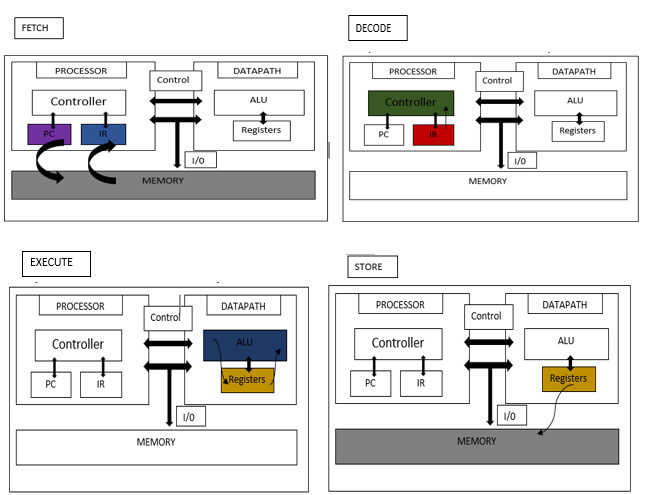 FETCH
PROCESSOR
Control
DATAPATH
Controller
ALU
PC
IR
Registers
I/0
MEMORY
DECODE
PROCESSOR
Control
DATAPATH
Controller
ALU
PC
IR
Registers
I/0
MEMORY
EXECUTE
PROCESSOR
Control
DATAPATH
Controller
ALU
PC
IR
Registers
I/0
MEMORY
STORE
PROCESSOR
Control
DATAPATH
Controller
ALU
PC
IR
Registers
I/0
MEMORY